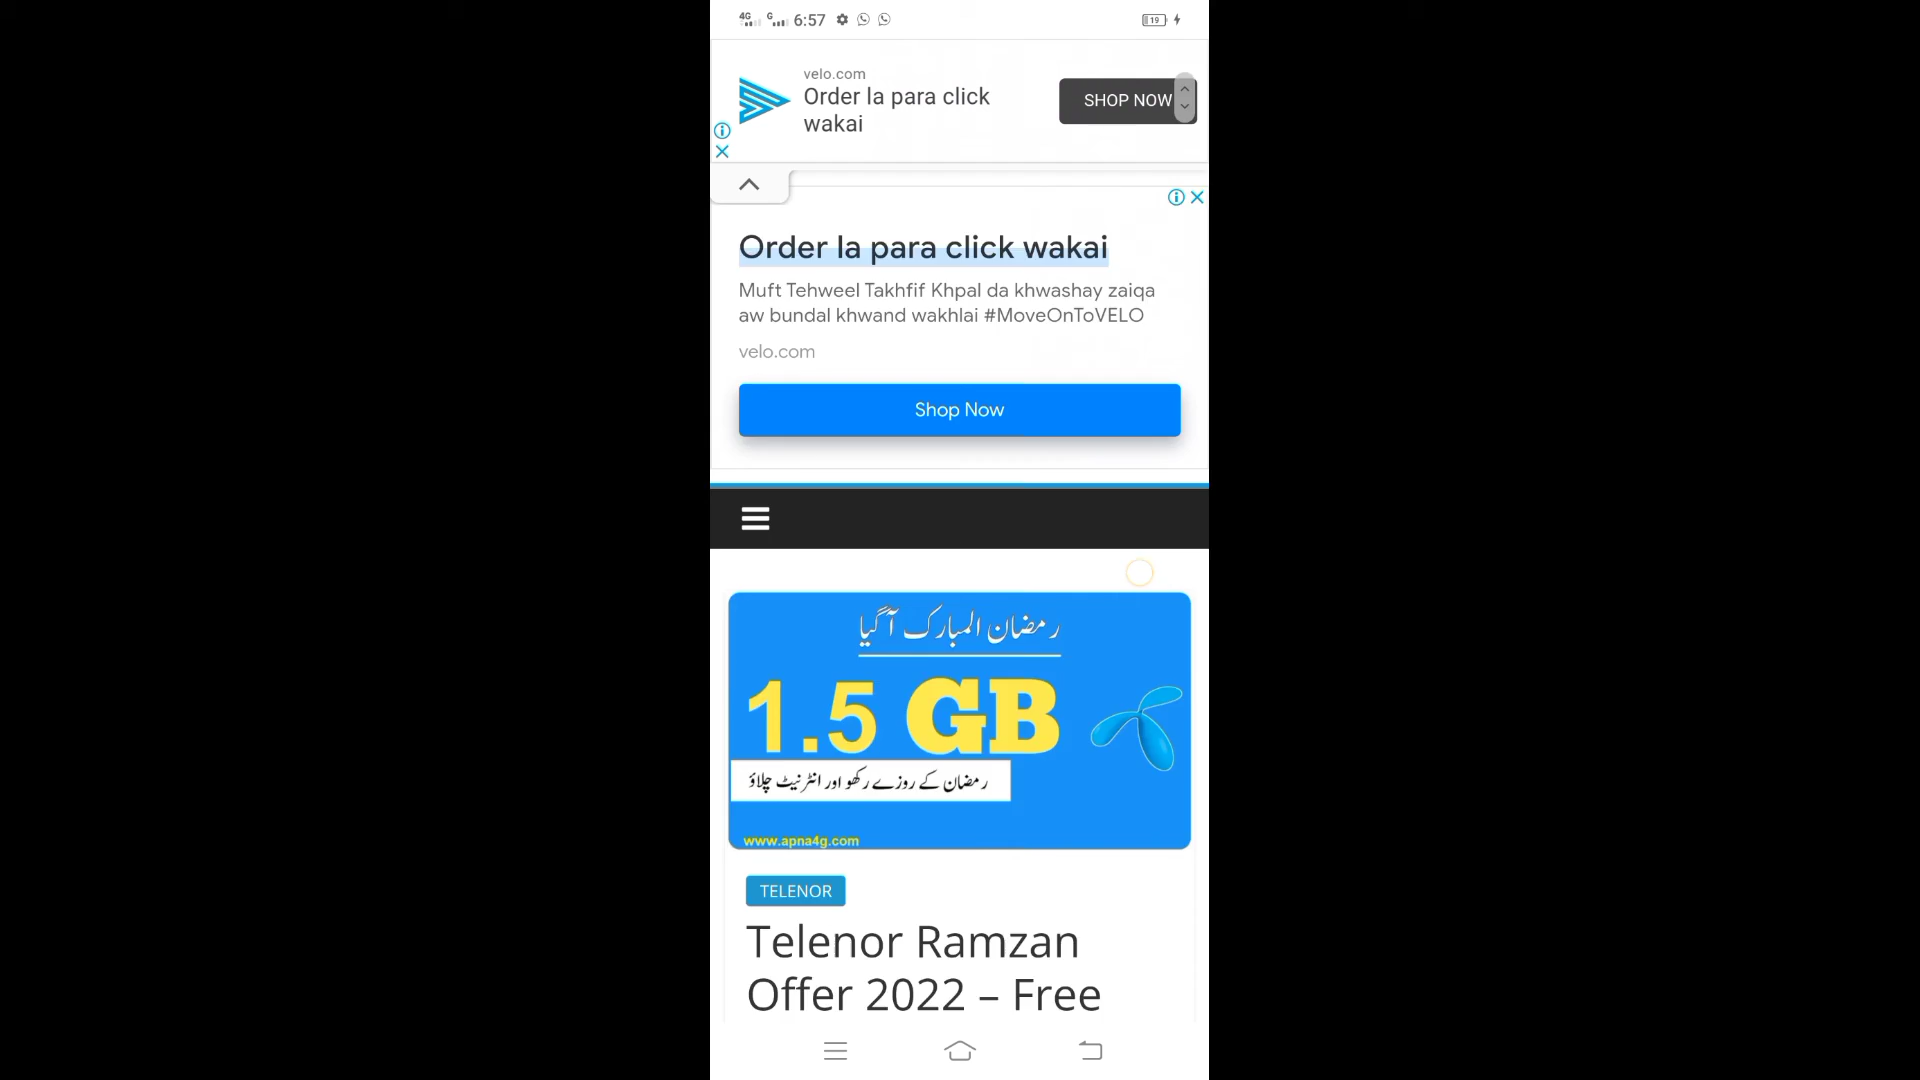 4G G 6:57 19
velo.com
Order la para click
wakai
SHOP NOW
Order la para click wakai
Muft Tehweel Takhfif Khpal da khwashay zaiqa
aw bundal khwand wakhlai #MoveOnToVELO
velo.com
Shop Now
رمضان المبارک آگیا
1.5 GB
رمضان کے روزے رکھو اور انٹرنیٹ چلاؤ
www.apna4g.com
TELENOR
Telenor Ramzan
Offer 2022 – Free